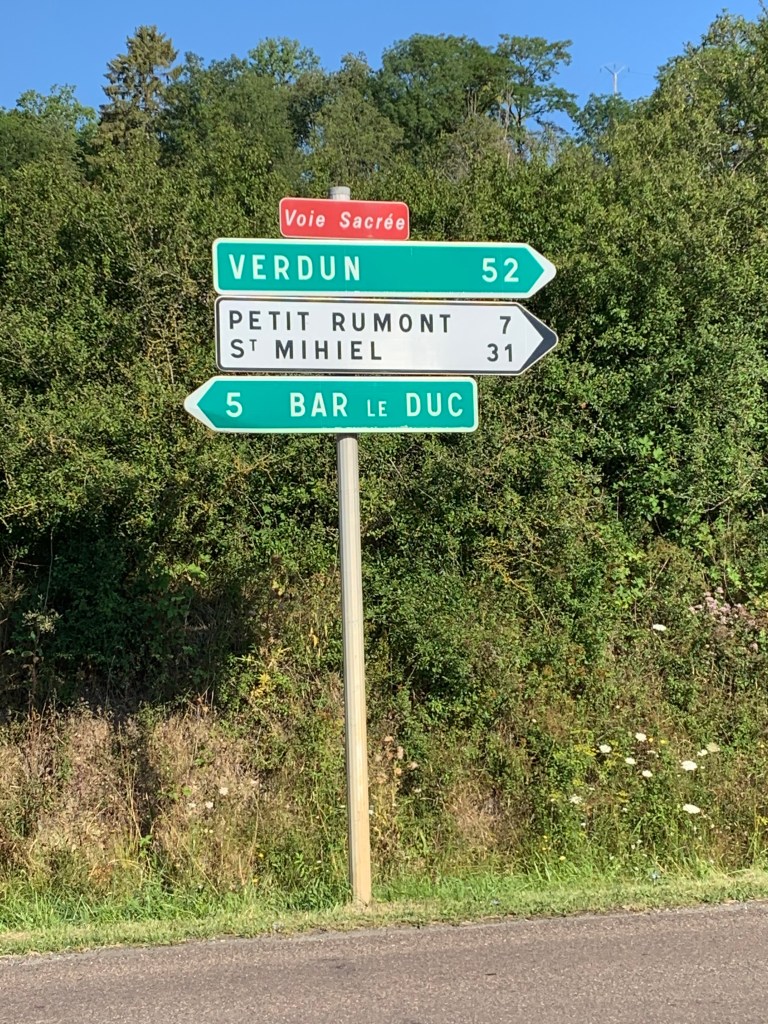 Voie Sacrée
VERDUN 52
PETIT RUMONT 7
ST MIHIEL 31
5 BAR LE DUC